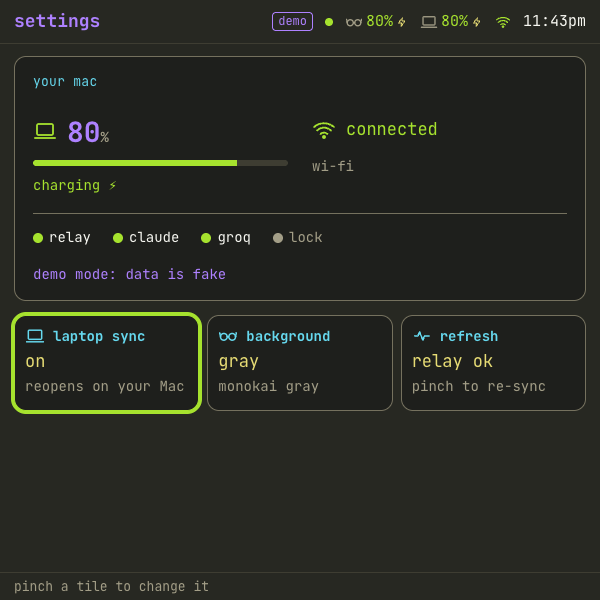 settings demo 80% 80% 11:43pm
your mac
80% connected
wi-fi
charging ⚡
relay claude groq lock
demo mode: data is fake
laptop sync background refresh
on gray relay ok
reopens on your Mac monokai gray pinch to re-sync
pinch a tile to change it